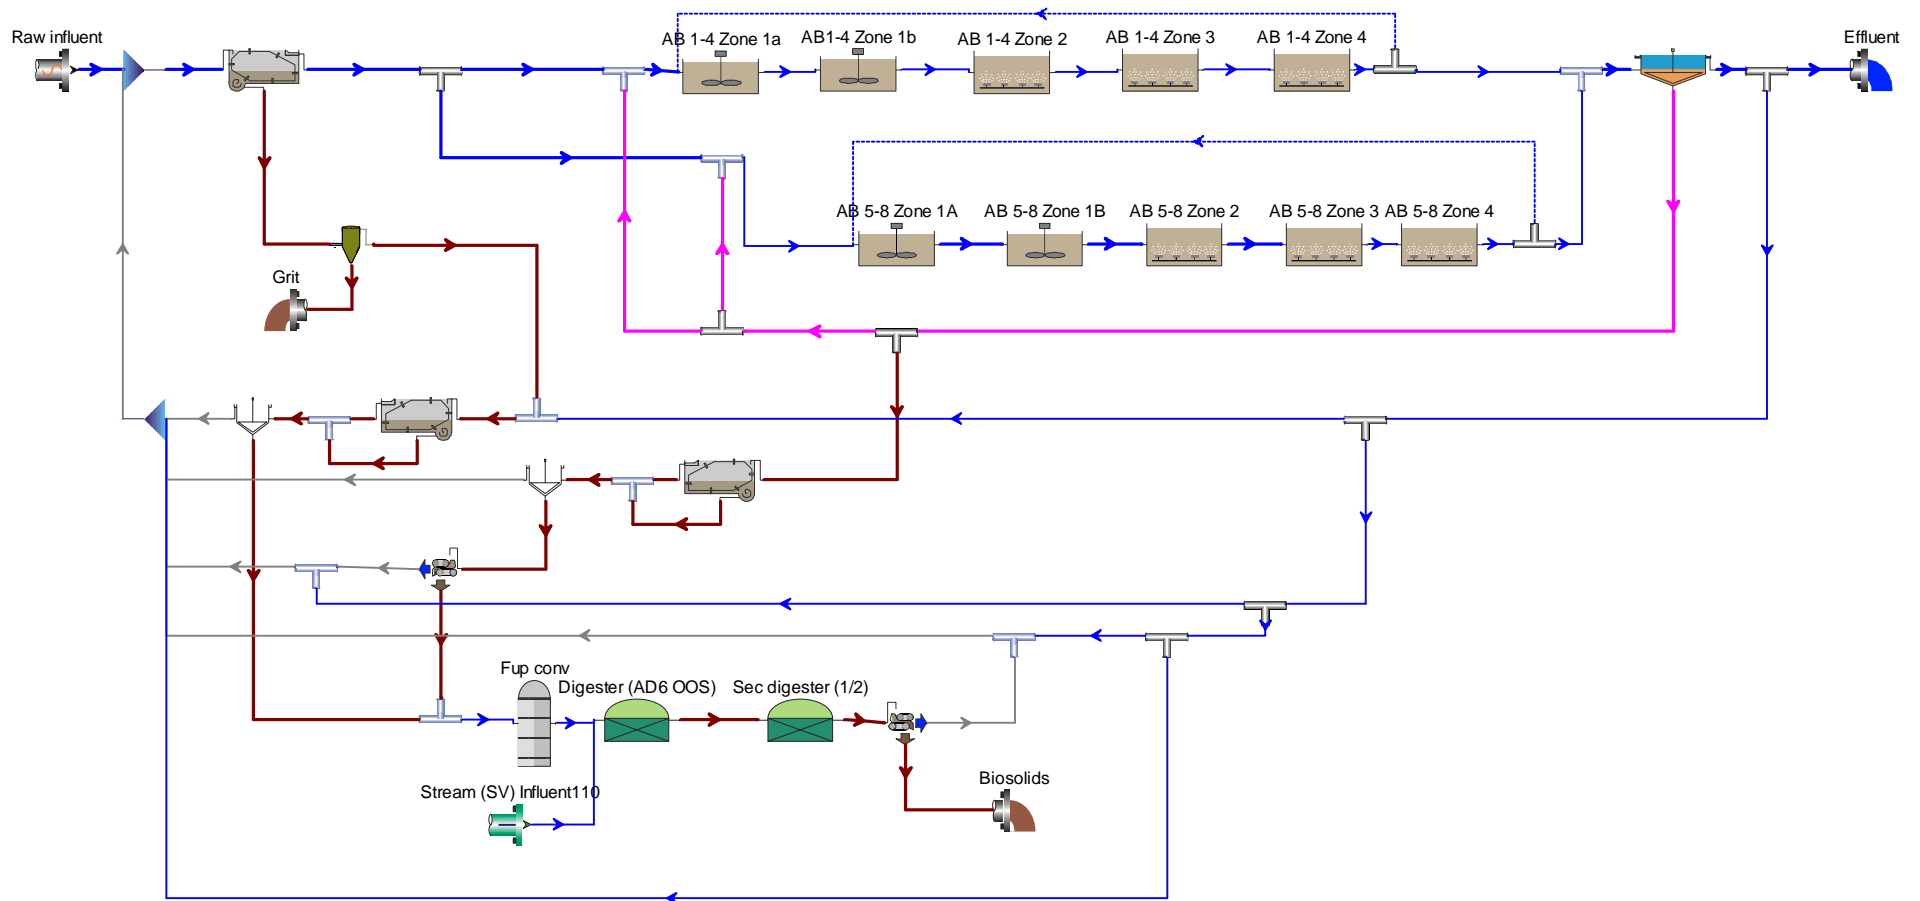 Raw influent
AB 1-4 Zone 1a
AB1-4 Zone 1b
AB 1-4 Zone 2
AB 1-4 Zone 3
AB 1-4 Zone 4
Effluent
AB 5-8 Zone 1A
AB 5-8 Zone 1B
AB 5-8 Zone 2
AB 5-8 Zone 3
AB 5-8 Zone 4
Grit
Fup conv
Digester (AD6 OOS)
Sec digester (1/2)
Stream (SV) Influent110
Biosolids